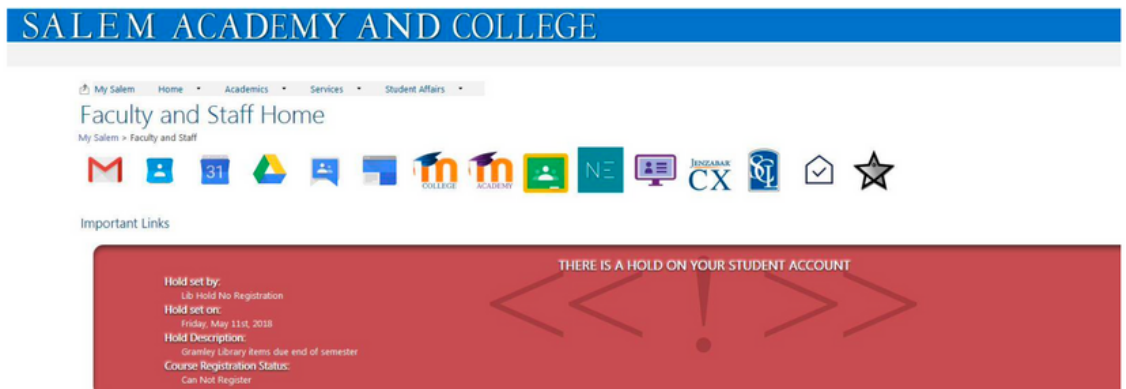 SALEM ACADEMY AND COLLEGE
My Salem Home Academics Services Student Affairs
Faculty and Staff Home
My Salem > Faculty and Staff
31 COLLEGE ACADEMY NE JENZABAR CX
Important Links
THERE IS A HOLD ON YOUR STUDENT ACCOUNT
<<!>>
Hold set by:
Lib Hold No Registration
Hold set on:
Friday, May 11st, 2018
Hold Description:
Gramley Library items due end of semester
Course Registration Status:
Can Not Register